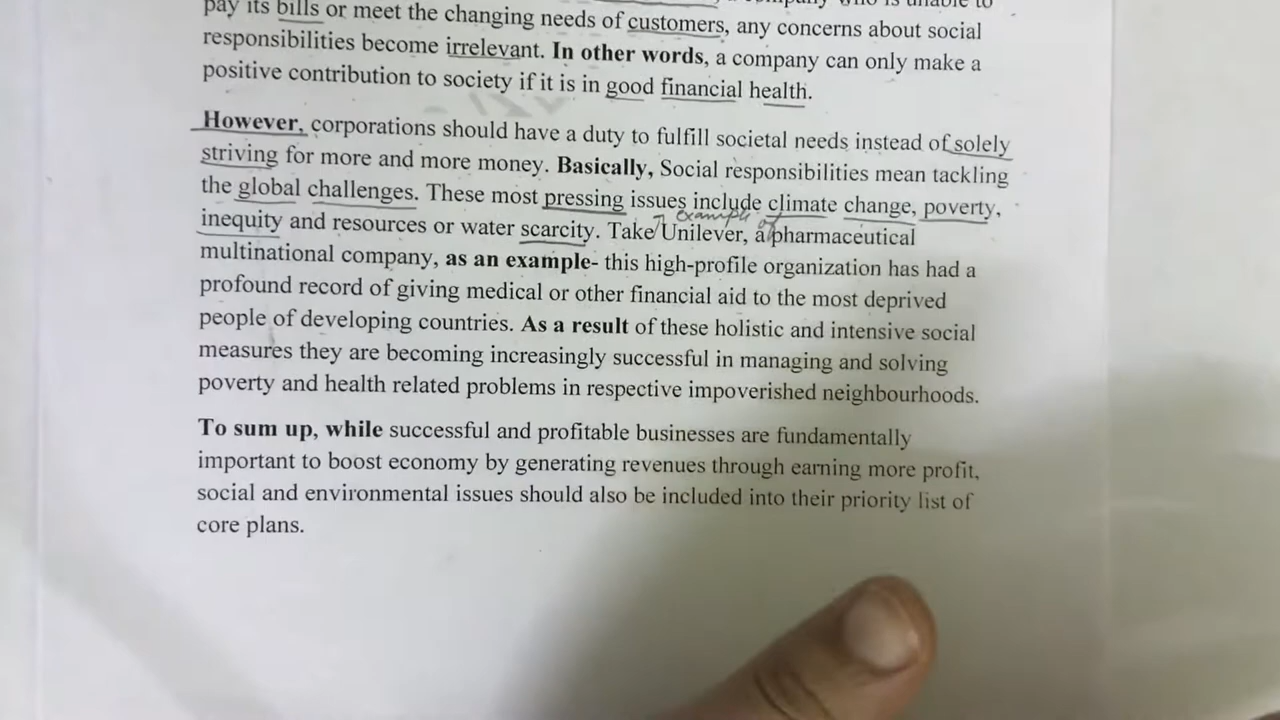 pay its bills or meet the changing needs of customers, any concerns about social
responsibilities become irrelevant. In other words, a company can only make a
positive contribution to society if it is in good financial health.
However, corporations should have a duty to fulfill societal needs instead of solely
striving for more and more money. Basically, Social responsibilities mean tackling
the global challenges. These most pressing issues include climate change, poverty,
example of
inequity and resources or water scarcity. Take Unilever, a pharmaceutical
multinational company, as an example- this high-profile organization has had a
profound record of giving medical or other financial aid to the most deprived
people of developing countries. As a result of these holistic and intensive social
measures they are becoming increasingly successful in managing and solving
poverty and health related problems in respective impoverished neighbourhoods.
To sum up, while successful and profitable businesses are fundamentally
important to boost economy by generating revenues through earning more profit,
social and environmental issues should also be included into their priority list of
core plans.